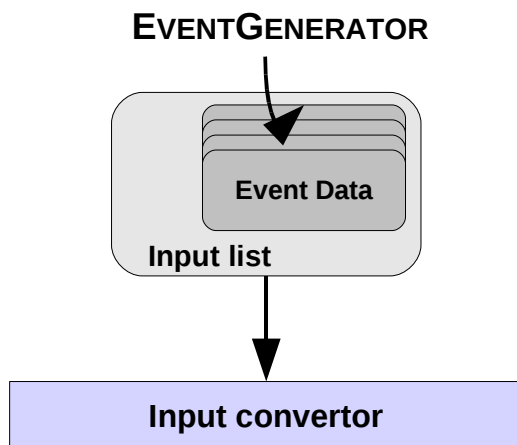 EVENTGENERATOR
Event Data
Input list
Input convertor